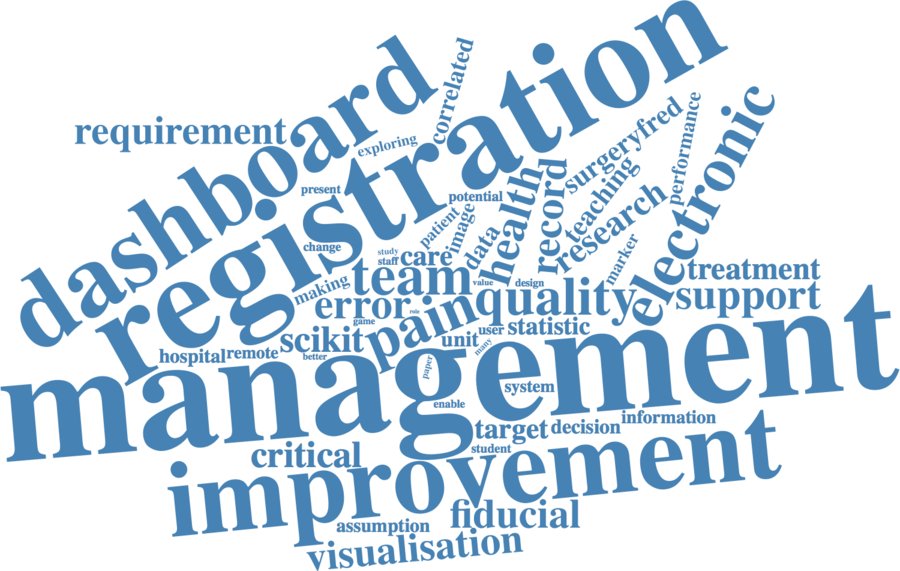 registration
correlated
dashboard
requirement
exploring
surgery
fred
performance
electronic
present
potential
health
record
teaching
research
patient
image
data
marker
change
study
staff
care
making
team
value
design
treatment
error
game
role
pain
quality
support
scikit
unit
user
statistic
many
hospital
remote
better
paper
management
system
enable
target
decision
information
student
critical
improvement
assumption
fiducial
visualisation